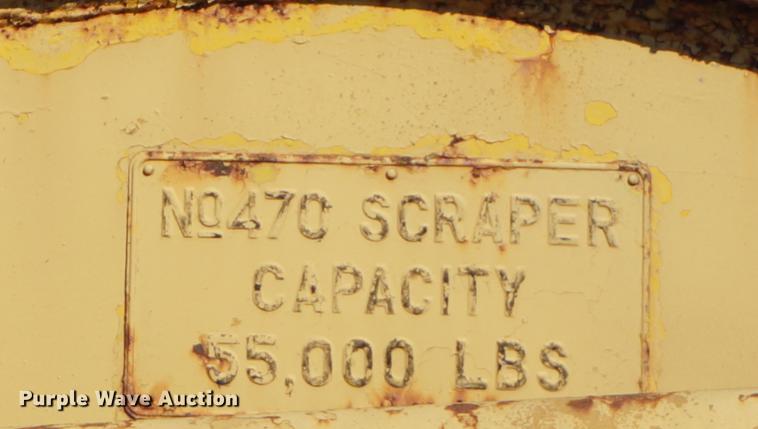 No470 SCRAPER
CAPACITY
55,000 LBS
Purple Wave Auction